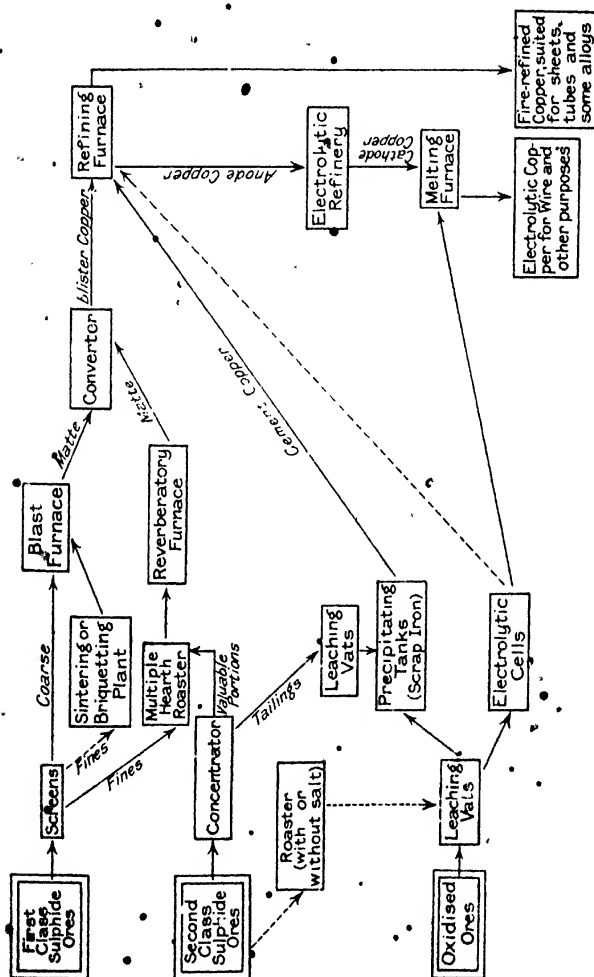 First
Class
Sulphide
Ores
Screens
Coarse
Fines
Fines
Sintering or
Briquetting
Plant
Blast
Furnace
Matte
Convertor
blister Copper
Refining
Furnace
Second
Class
Sulphide
Ores
Concentrator
Valuable
Portions
Multiple
Hearth
Roaster
Reverberatory
Furnace
Matte
Tailings
Leaching
Vats
Precipitating
Tanks
(Scrap Iron)
Cement Copper
Anode Copper
Electrolytic
Refinery
Cathode
Copper
Melting
Furnace
Roaster
(with or
without salt)
Oxidised
Ores
Leaching
Vats
Electrolytic
Cells
Electrolytic Cop-
per for Wire and
other purposes
Fire-refined
Copper, suited
for sheets,
tubes and
some alloys